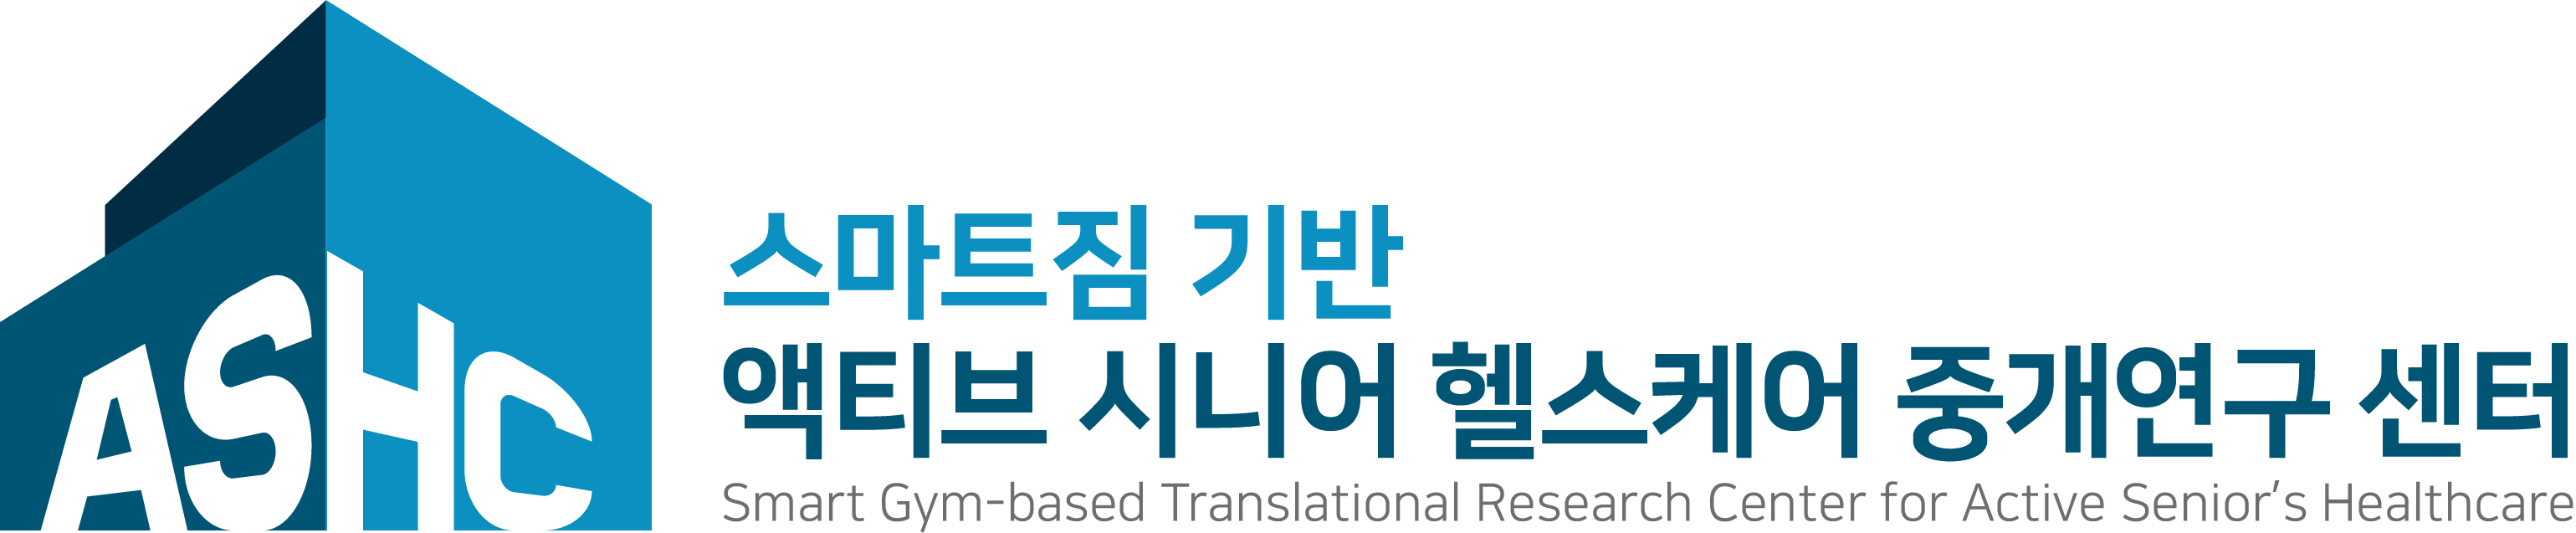 ASHC
스마트짐 기반
액티브 시니어 헬스케어 중개연구 센터
Smart Gym-based Translational Research Center for Active Senior's Healthcare